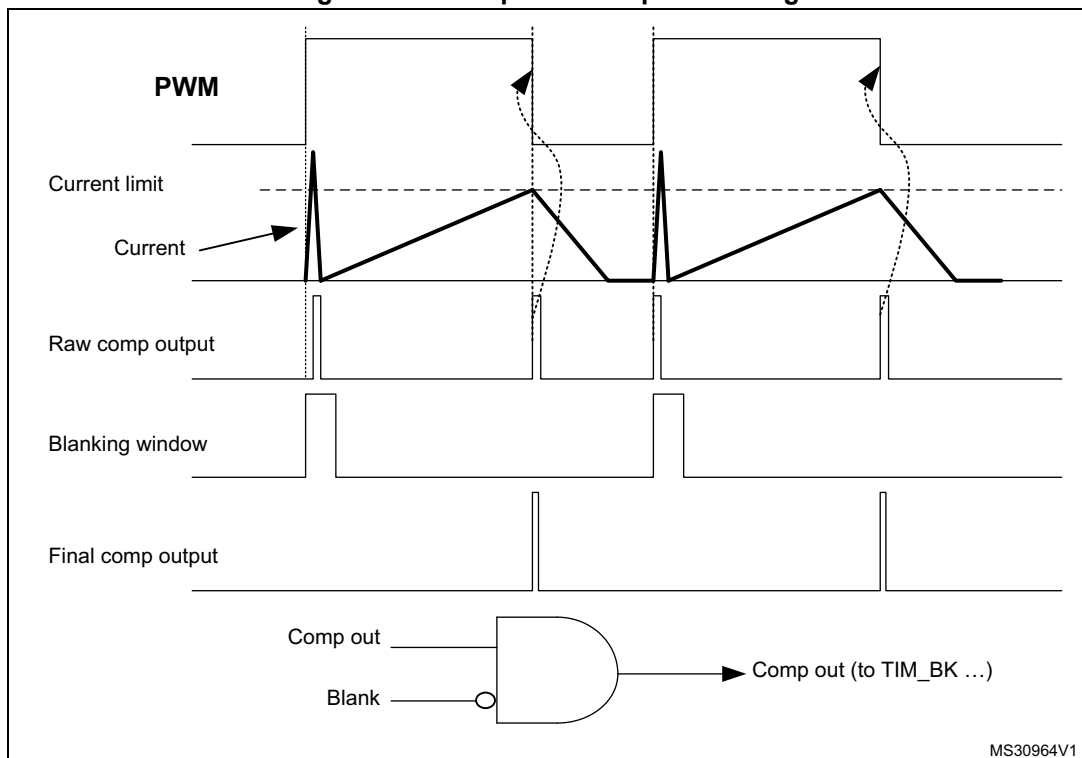 PWM
Current limit
Current
Raw comp output
Blanking window
Final comp output
Comp out
Comp out (to TIM_BK …)
Blank
MS30964V1